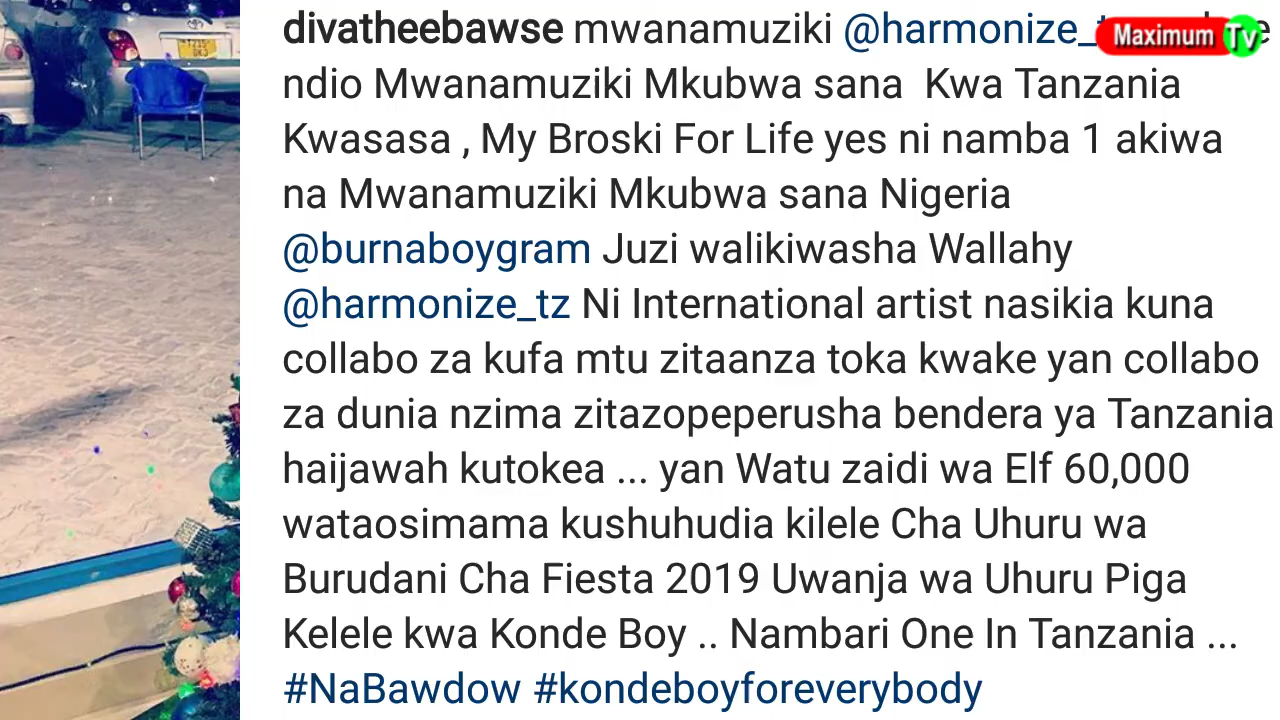 divatheebawse mwanamuziki @harmonize_t
Maximum Tv
ndio Mwanamuziki Mkubwa sana Kwa Tanzania
Kwasasa , My Broski For Life yes ni namba 1 akiwa
na Mwanamuziki Mkubwa sana Nigeria
@burnaboygram Juzi walikiwasha Wallahy
@harmonize_tz Ni International artist nasikia kuna
collabo za kufa mtu zitaanza toka kwake yan collabo
za dunia nzima zitazopeperusha bendera ya Tanzania
haijawah kutokea ... yan Watu zaidi wa Elf 60,000
wataosimama kushuhudia kilele Cha Uhuru wa
Burudani Cha Fiesta 2019 Uwanja wa Uhuru Piga
Kelele kwa Konde Boy .. Nambari One In Tanzania ...
#NaBawdow #kondeboyforeverybody